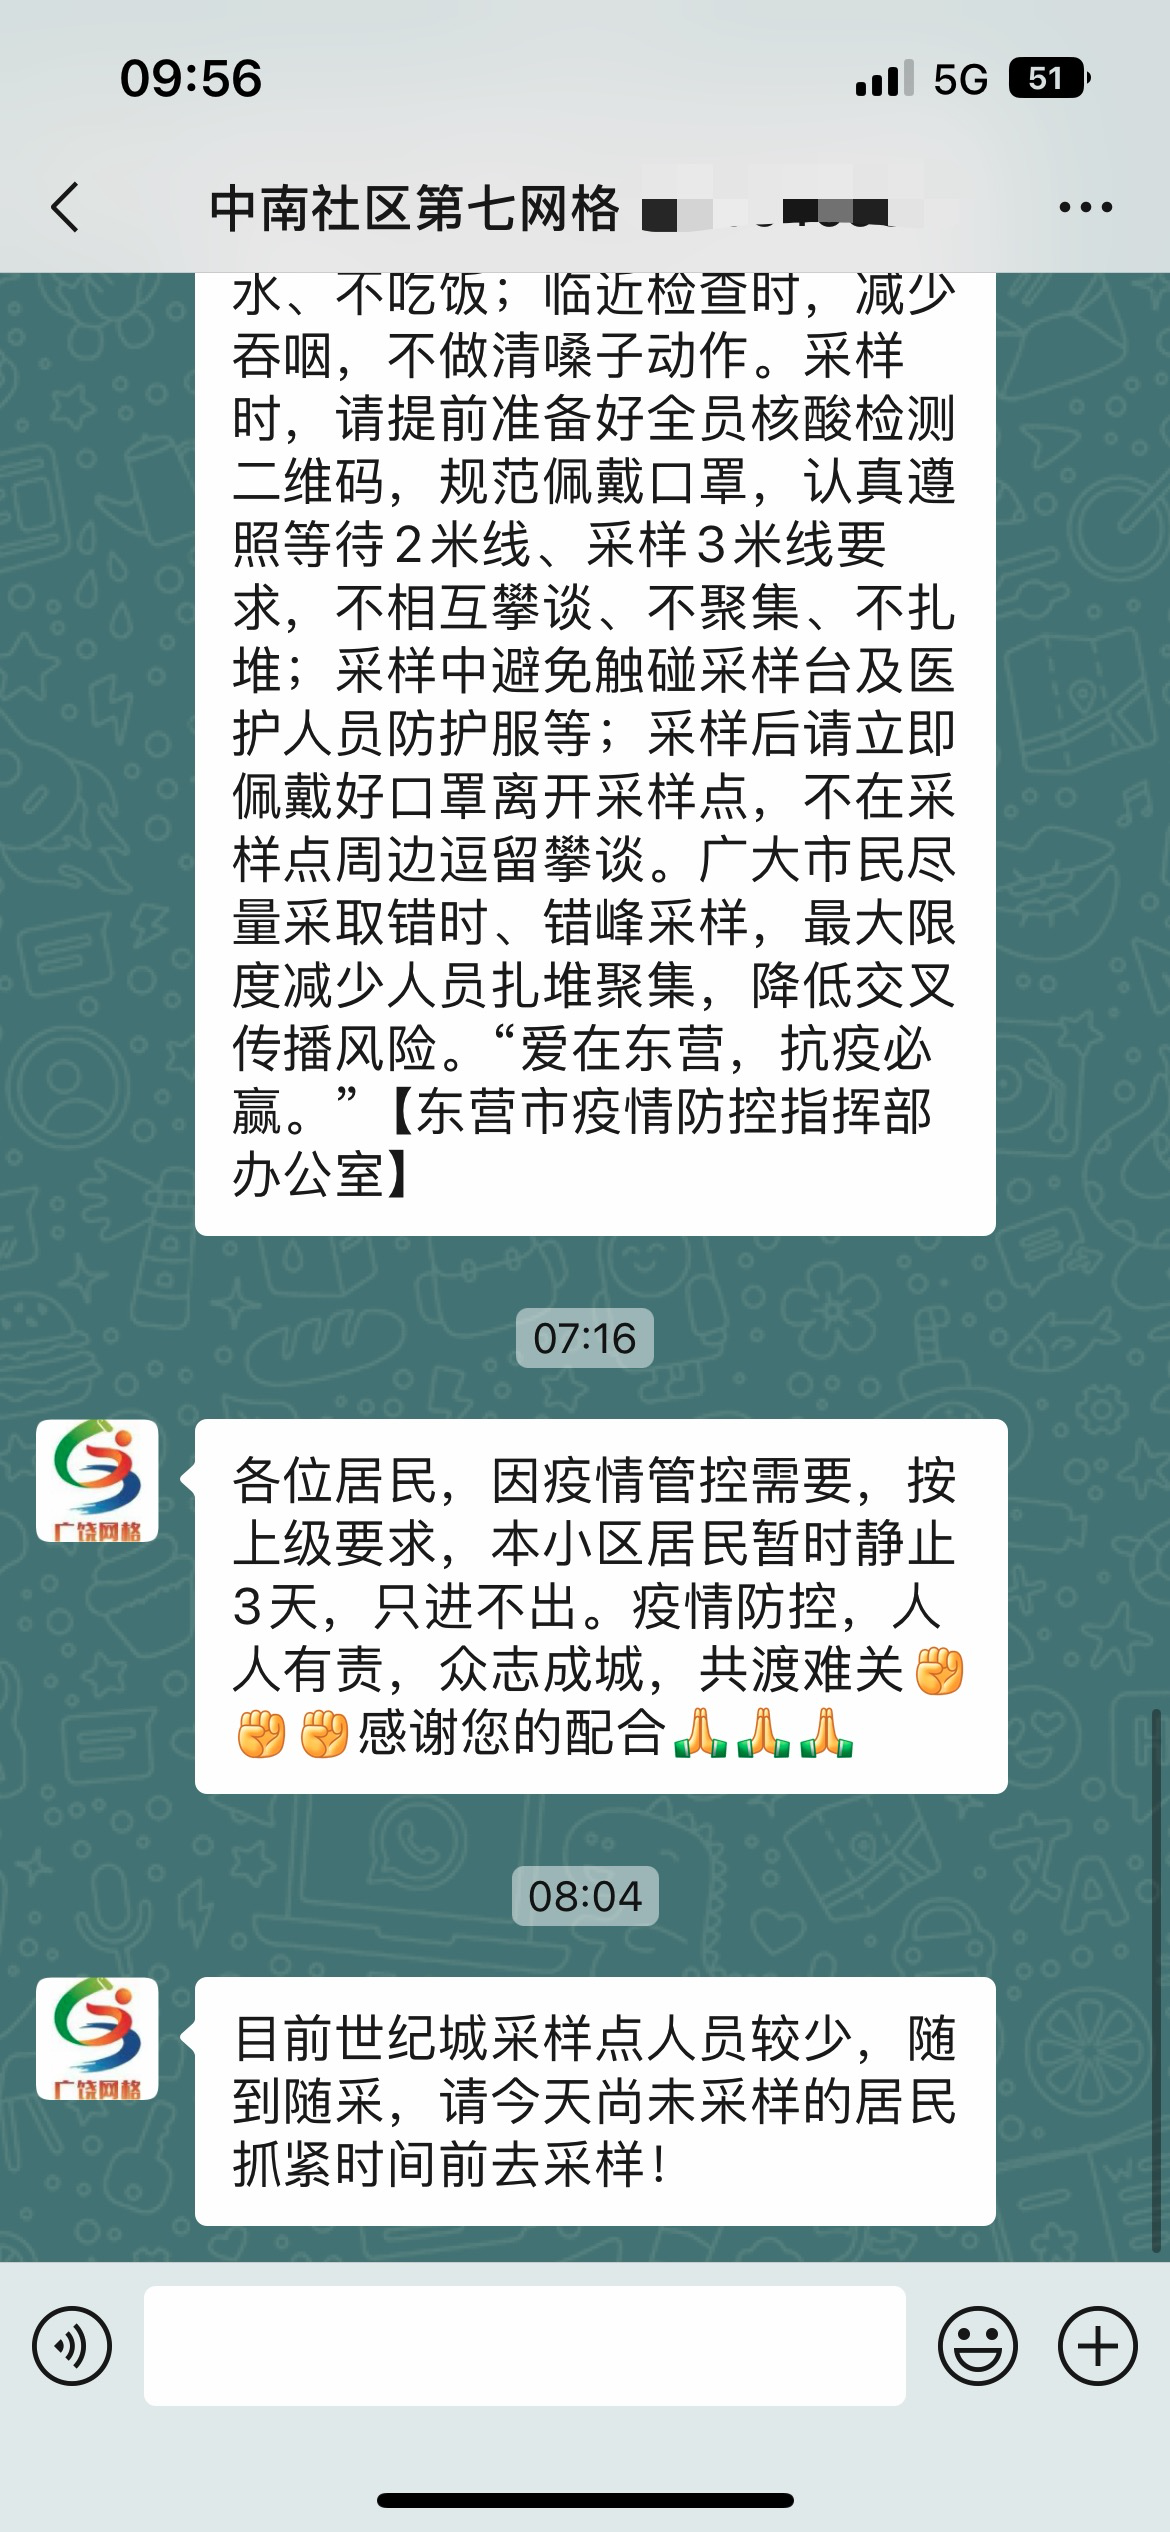 09:56
5G
51
中南社区第七网格
水、不吃饭；临近检查时，减少
吞咽，不做清嗓子动作。采样
时，请提前准备好全员核酸检测
二维码，规范佩戴口罩，认真遵
照等待2米线、采样3米线要
求，不相互攀谈、不聚集、不扎
堆；采样中避免触碰采样台及医
护人员防护服等；采样后请立即
佩戴好口罩离开采样点，不在采
样点周边逗留攀谈。广大市民尽
量采取错时、错峰采样，最大限
度减少人员扎堆聚集，降低交叉
传播风险。“爱在东营，抗疫必
赢。”【东营市疫情防控指挥部
办公室】
07:16
广饶网格
各位居民，因疫情管控需要，按
上级要求，本小区居民暂时静止
3天，只进不出。疫情防控，人
人有责，众志成城，共渡难关✊
✊✊感谢您的配合🙏🙏🙏
08:04
广饶网格
目前世纪城采样点人员较少，随
到随采，请今天尚未采样的居民
抓紧时间前去采样！